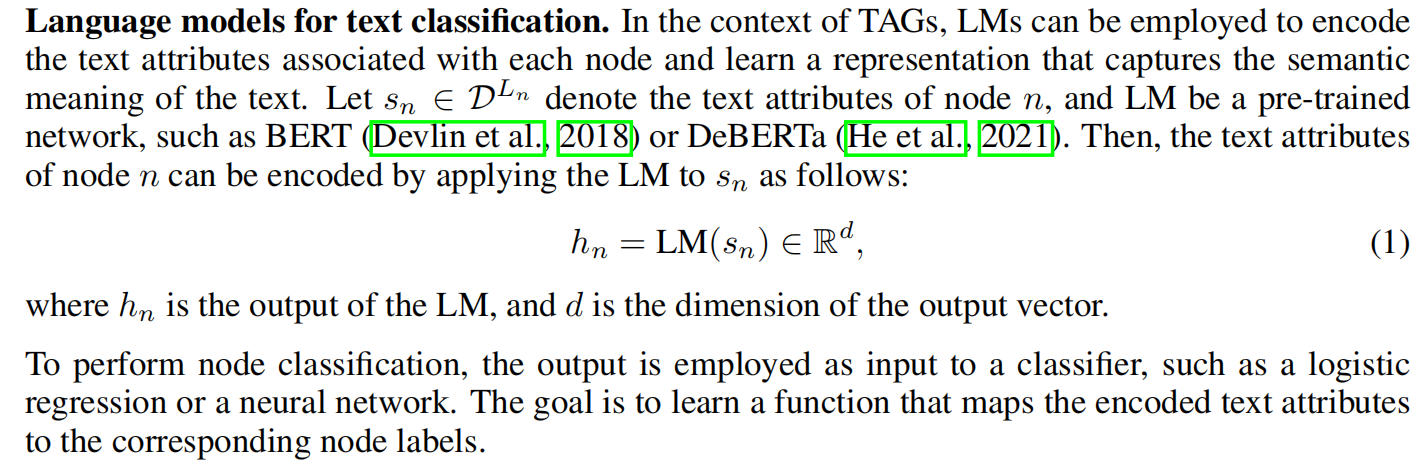 Language models for text classification. In the context of TAGs, LMs can be employed to encode
the text attributes associated with each node and learn a representation that captures the semantic
meaning of the text. Let $s_n \in \mathcal{D}^{L_n}$ denote the text attributes of node $n$, and LM be a pre-trained
network, such as BERT (Devlin et al., 2018) or DeBERTa (He et al., 2021). Then, the text attributes
of node $n$ can be encoded by applying the LM to $s_n$ as follows:
$h_n = \text{LM}(s_n) \in \mathbb{R}^d,$ (1)
where $h_n$ is the output of the LM, and $d$ is the dimension of the output vector.
To perform node classification, the output is employed as input to a classifier, such as a logistic
regression or a neural network. The goal is to learn a function that maps the encoded text attributes
to the corresponding node labels.